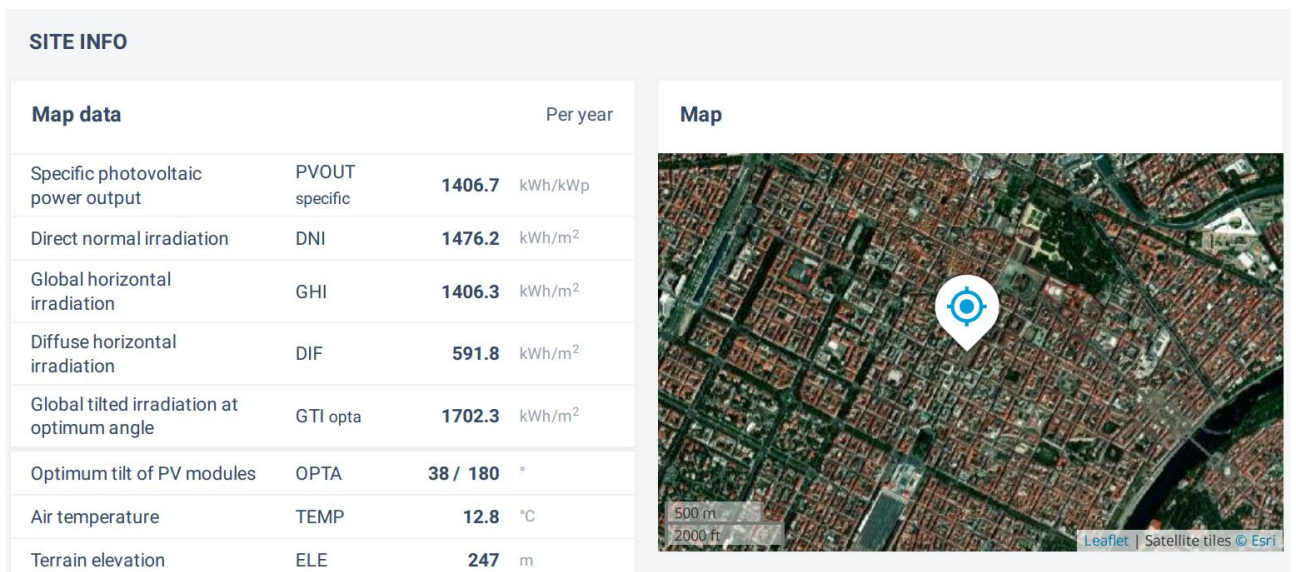 SITE INFO
Map data Per year
Specific photovoltaic
power output
PVOUT
specific
1406.7 kWh/kWp
Direct normal irradiation DNI 1476.2 kWh/m²
Global horizontal
irradiation
GHI 1406.3 kWh/m²
Diffuse horizontal
irradiation
DIF 591.8 kWh/m²
Global tilted irradiation at
optimum angle
GTI opta 1702.3 kWh/m²
Optimum tilt of PV modules OPTA 38 / 180 °
Air temperature TEMP 12.8 °C
Terrain elevation ELE 247 m
Map
500 m
2000 ft
Leaflet | Satellite tiles © Esri